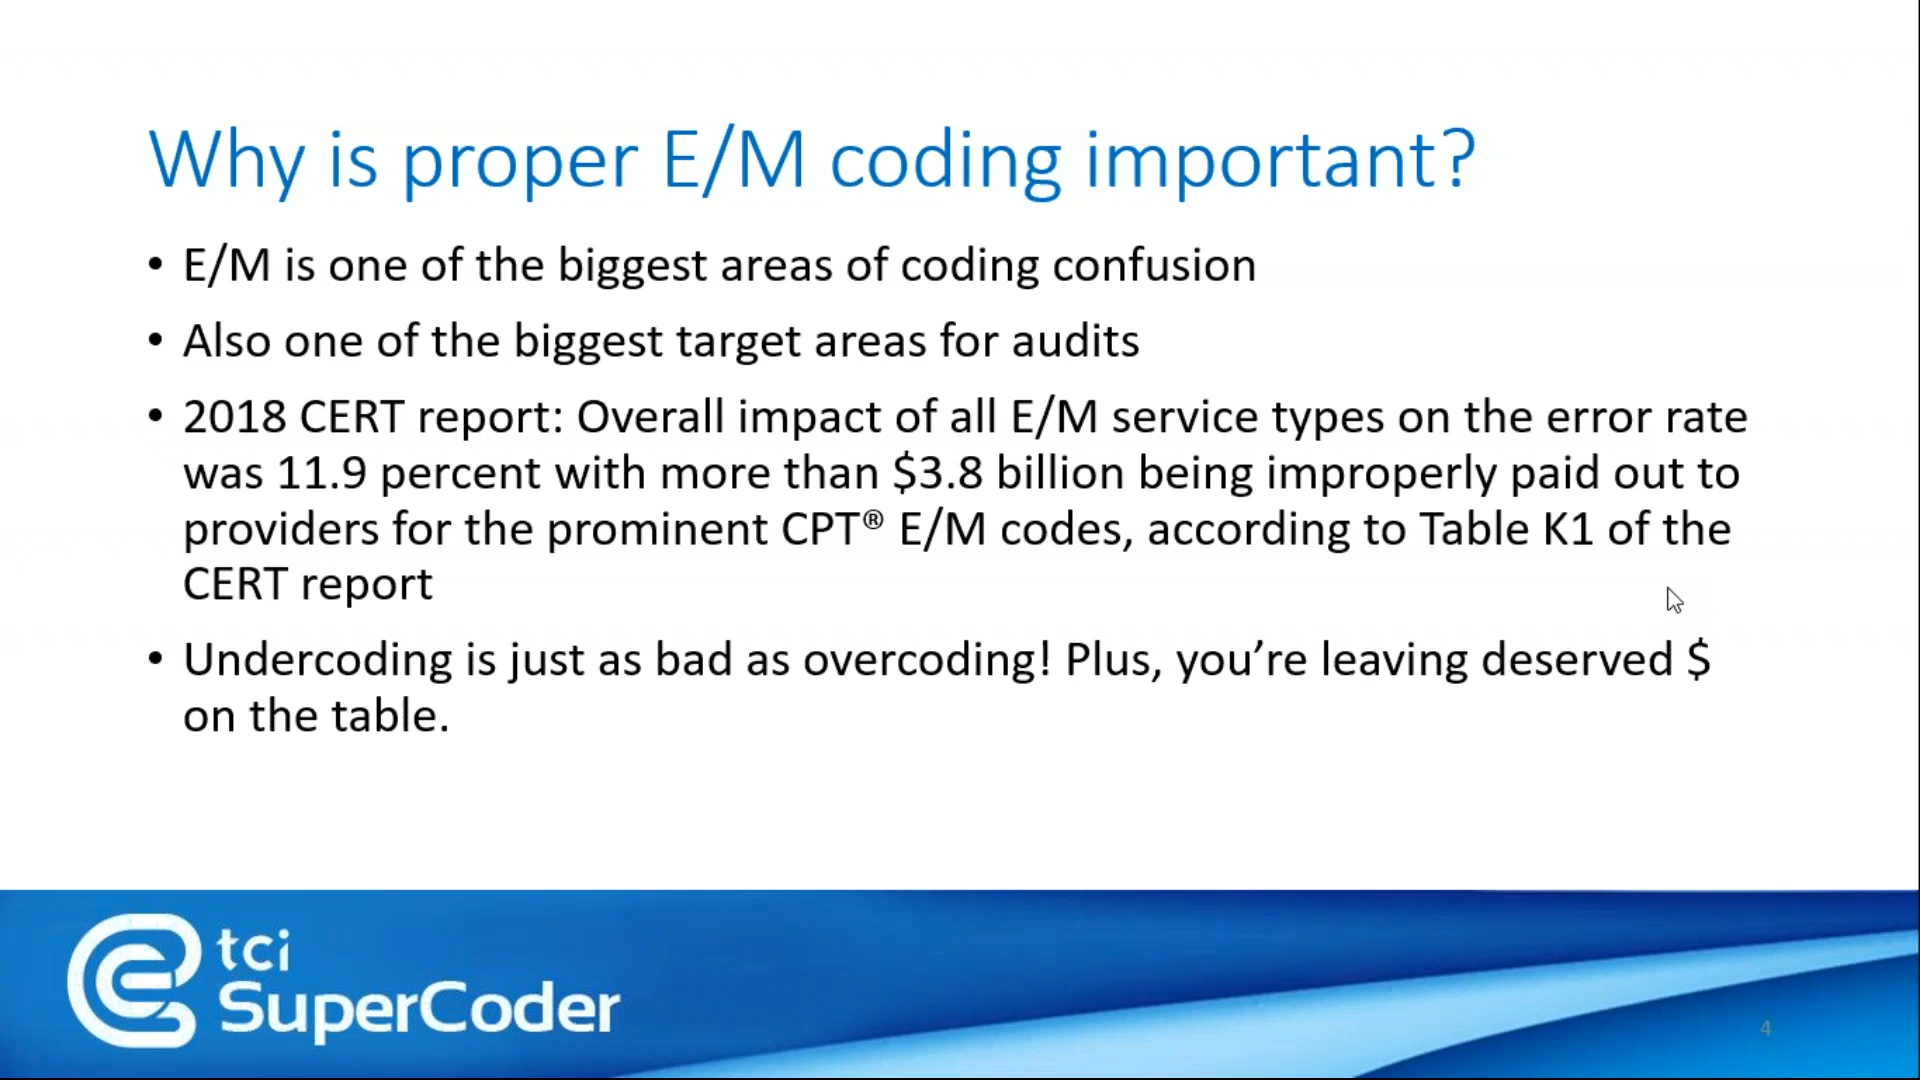 Why is proper E/M coding important?
• E/M is one of the biggest areas of coding confusion
• Also one of the biggest target areas for audits
• 2018 CERT report: Overall impact of all E/M service types on the error rate
was 11.9 percent with more than $3.8 billion being improperly paid out to
providers for the prominent CPT® E/M codes, according to Table K1 of the
CERT report
• Undercoding is just as bad as overcoding! Plus, you’re leaving deserved $
on the table.
tci
SuperCoder
4